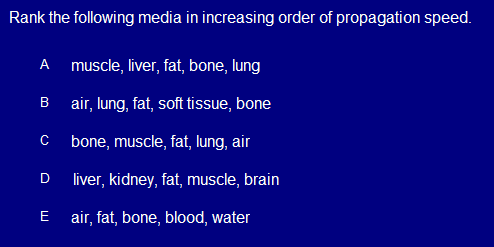 Rank the following media in increasing order of propagation speed.
A muscle, liver, fat, bone, lung
B air, lung, fat, soft tissue, bone
C bone, muscle, fat, lung, air
D liver, kidney, fat, muscle, brain
E air, fat, bone, blood, water